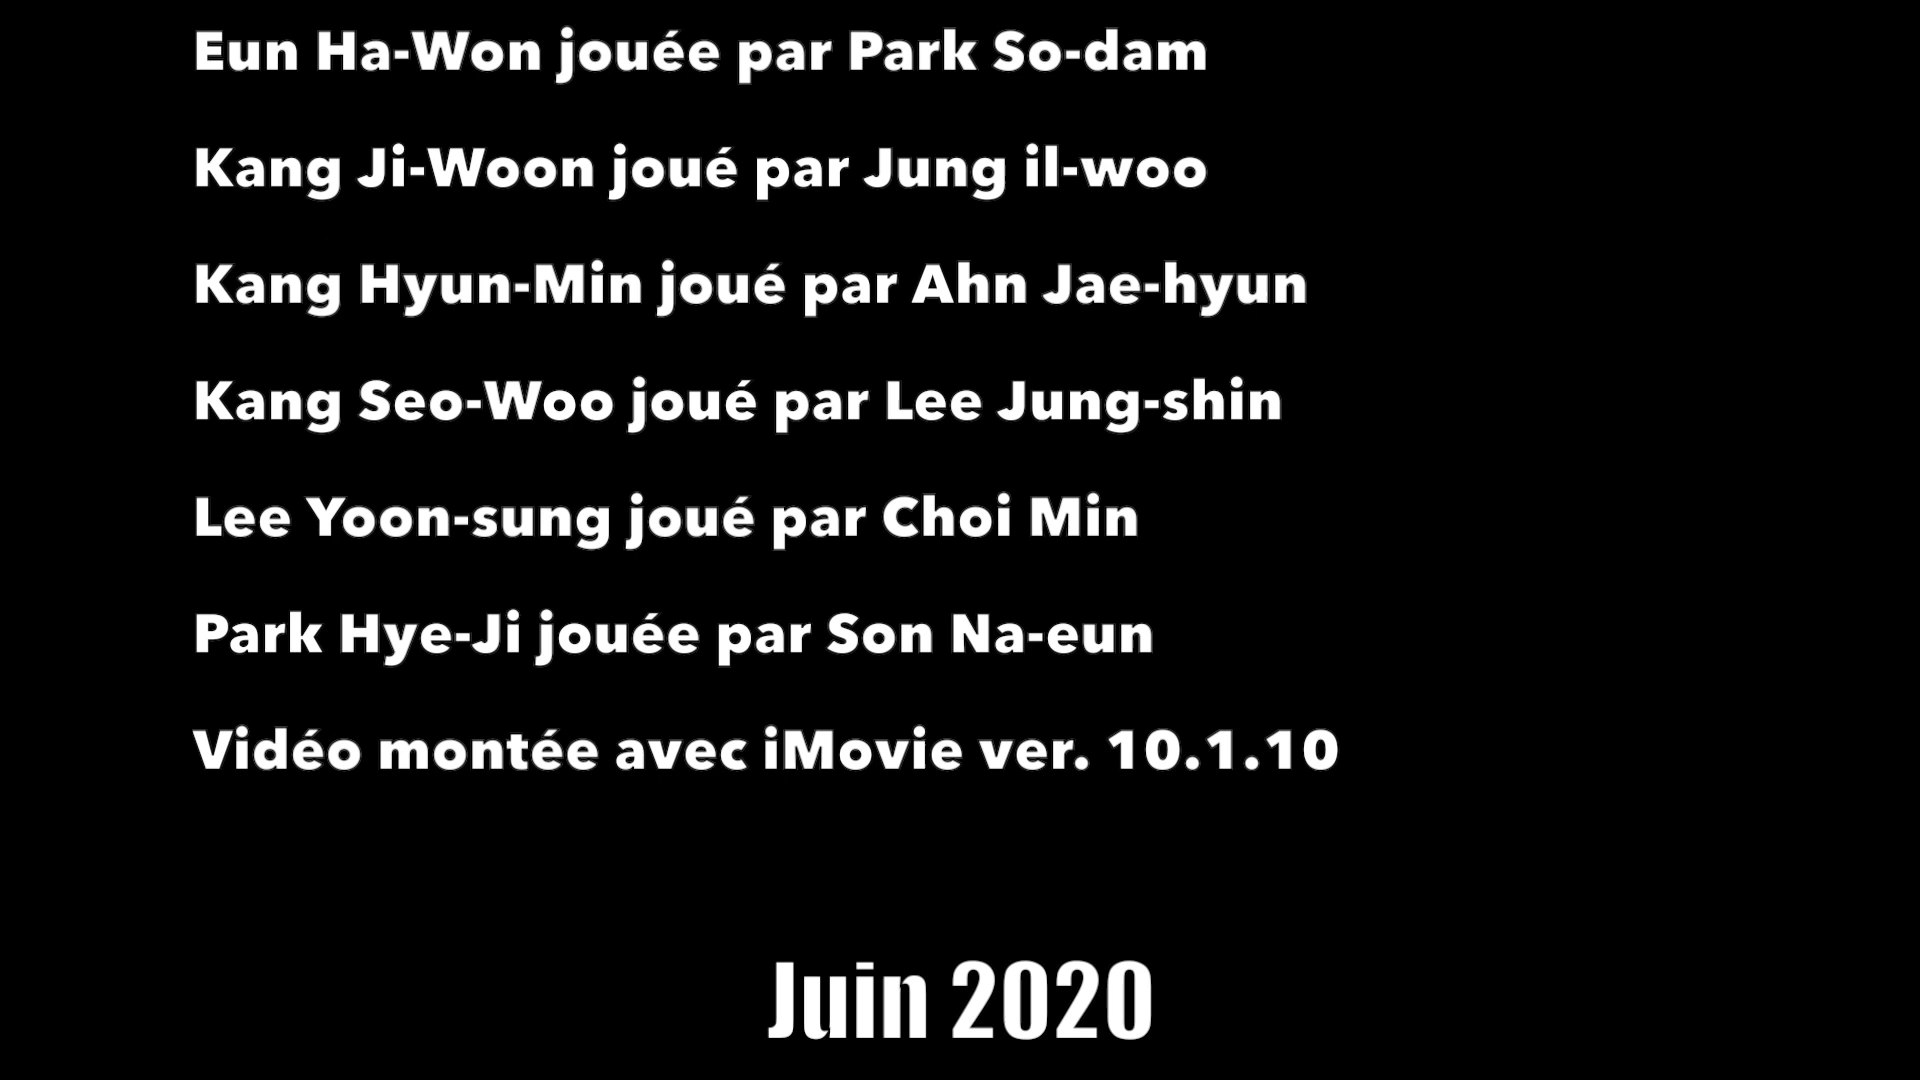 Eun Ha-Won jouée par Park So-dam
Kang Ji-Woon joué par Jung il-woo
Kang Hyun-Min joué par Ahn Jae-hyun
Kang Seo-Woo joué par Lee Jung-shin
Lee Yoon-sung joué par Choi Min
Park Hye-Ji jouée par Son Na-eun
Vidéo montée avec iMovie ver. 10.1.10
Juin 2020